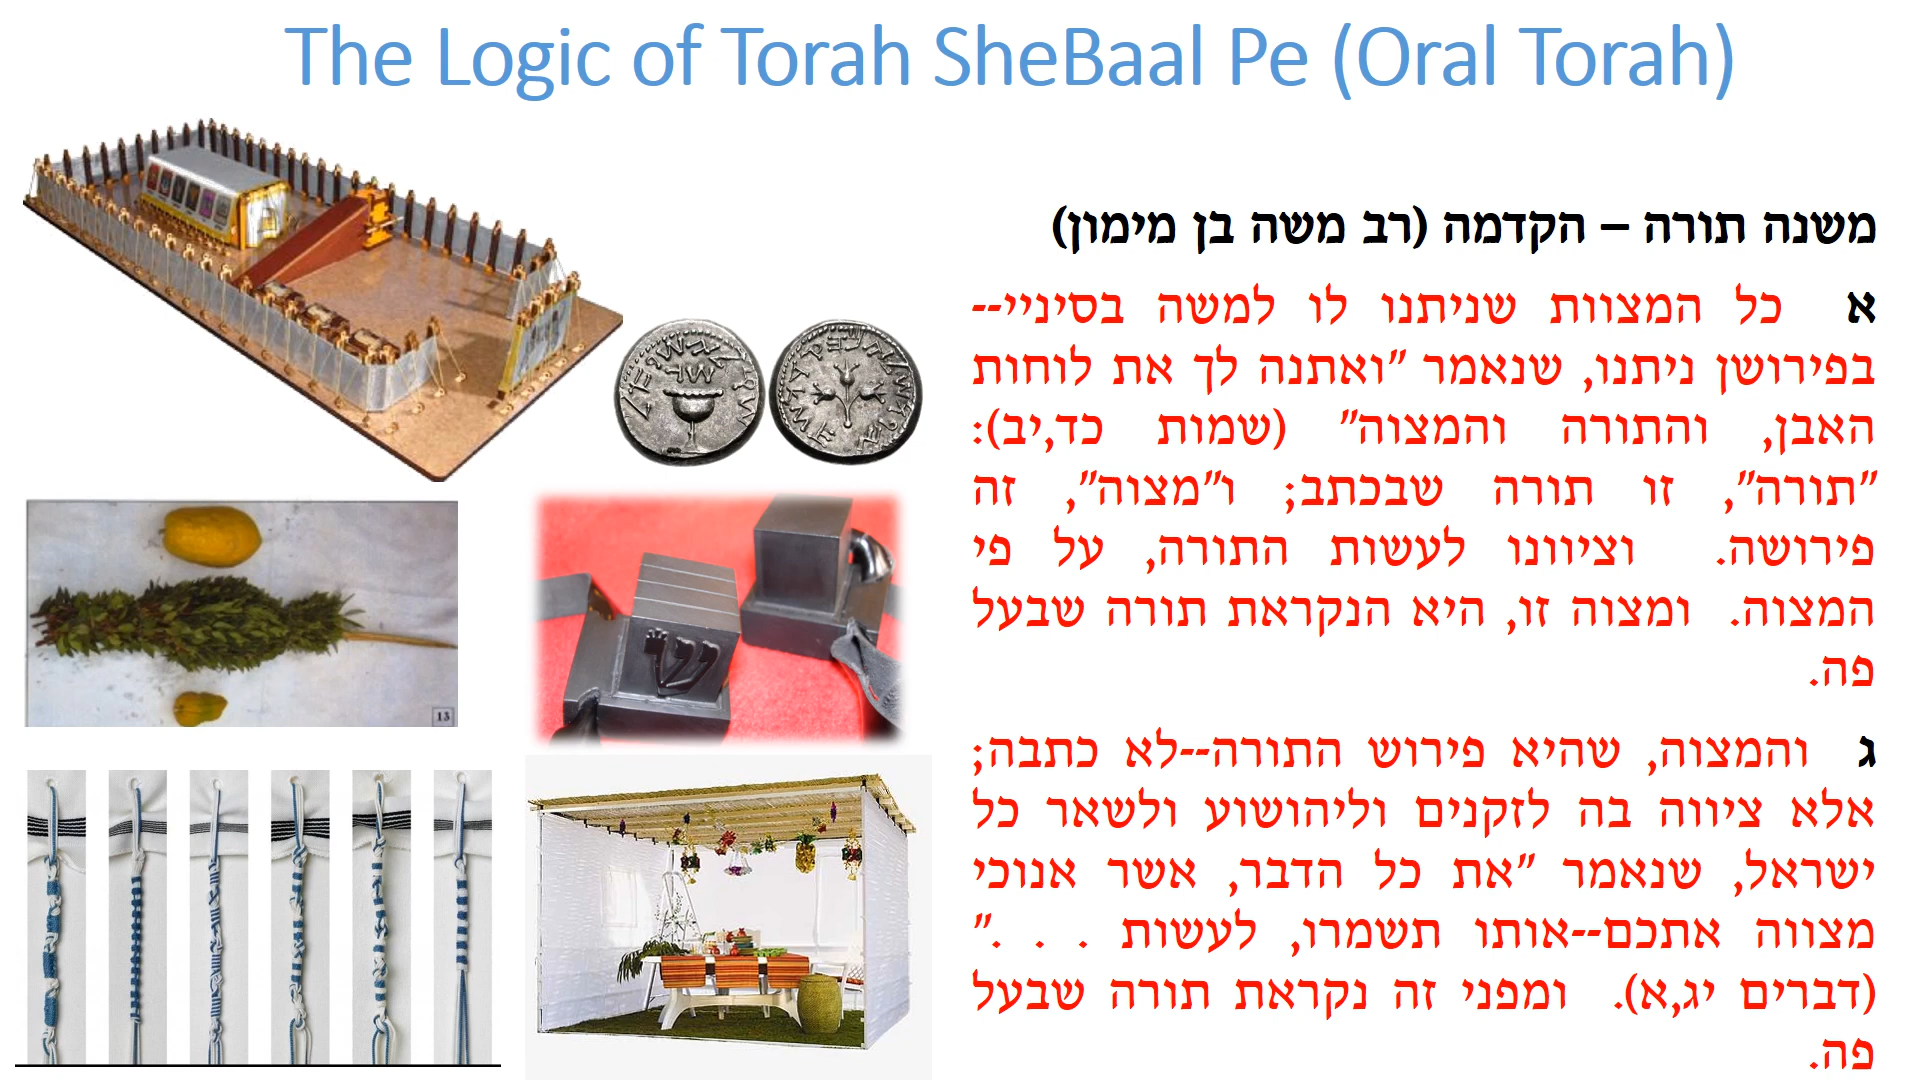 The Logic of Torah SheBaal Pe (Oral Torah)
משנה תורה – הקדמה (רב משה בן מימון)
א  כל המצוות שניתנו לו למשה בסיניי--
בפירושן ניתנו, שנאמר "ואתנה לך את לוחות
האבן, והתורה והמצוה" (שמות כד,יב):
"תורה", זו תורה שבכתב; ו"מצוה", זה
פירושה.  וציוונו לעשות התורה, על פי
המצוה.  ומצוה זו, היא הנקראת תורה שבעל
פה.
ג  והמצוה, שהיא פירוש התורה--לא כתבה;
אלא ציווה בה לזקנים וליהושוע ולשאר כל
ישראל, שנאמר "את כל הדבר, אשר אנוכי
מצווה אתכם--אותו תשמרו, לעשות . . ."
(דברים יג,א).  ומפני זה נקראת תורה שבעל
פה.
ש
13